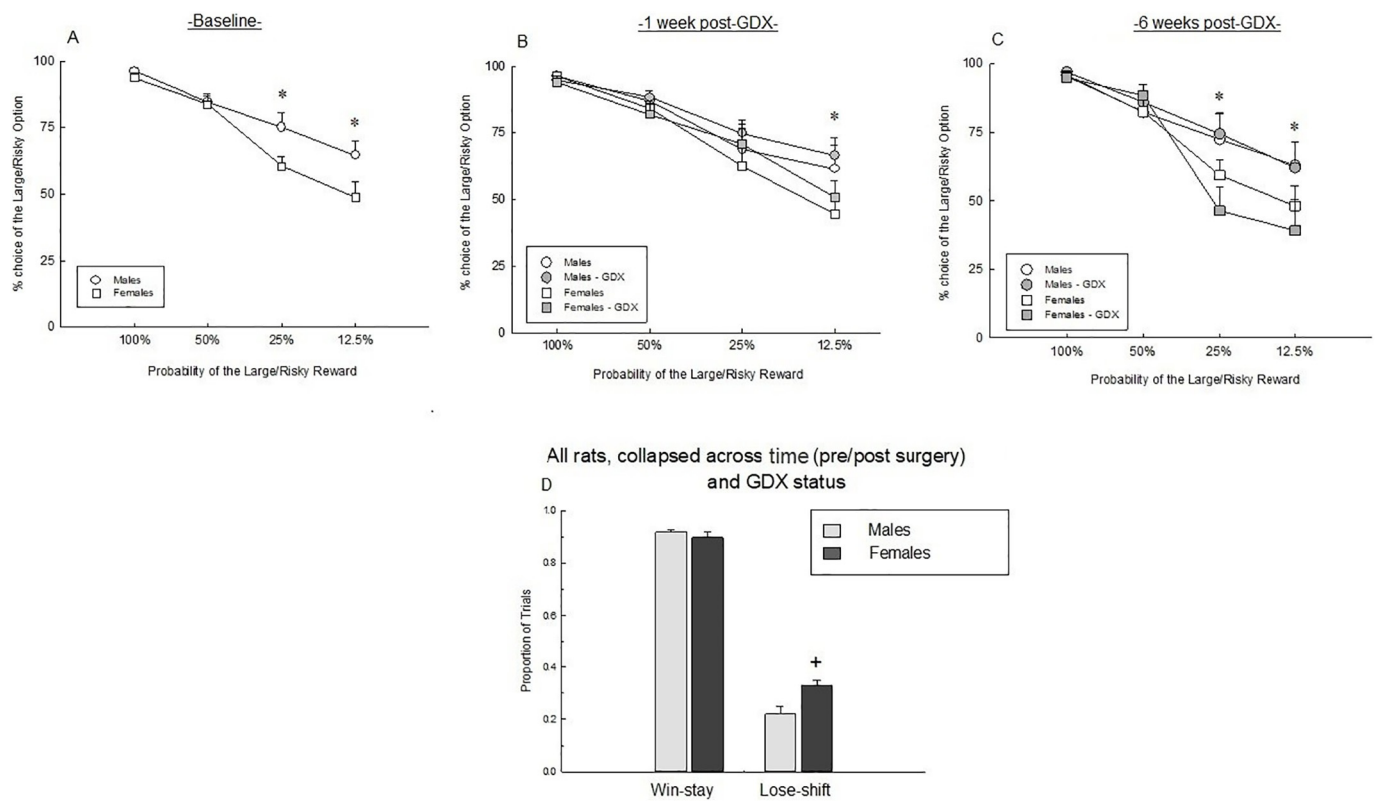 -Baseline-
A
% choice of the Large/Risky Option
100
75
50
25
0
*
*
Males
Females
100% 50% 25% 12.5%
Probability of the Large/Risky Reward
-1 week post-GDX-
B
% choice of the Large/Risky Option
100
75
50
25
0
*
Males
Males - GDX
Females
Females - GDX
100% 50% 25% 12.5%
Probability of the Large/Risky Reward
-6 weeks post-GDX-
C
% choice of the Large/Risky Option
100
75
50
25
0
*
*
Males
Males - GDX
Females
Females - GDX
100% 50% 25% 12.5%
Probability of the Large/Risky Reward
All rats, collapsed across time (pre/post surgery)
and GDX status
D
Proportion of Trials
1.0
0.8
0.6
0.4
0.2
0.0
+
Males
Females
Win-stay Lose-shift